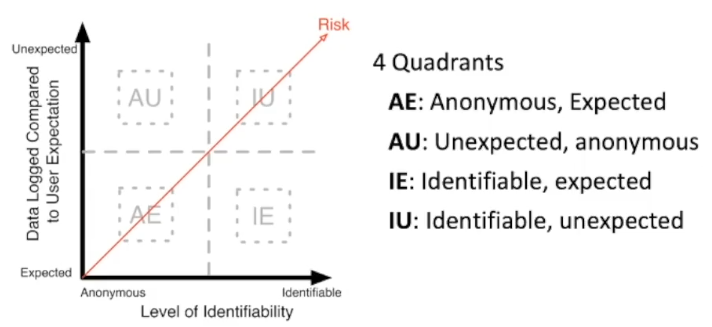 Risk
Unexpected
AU
IU
Data Logged Compared
to User Expectation
AE
IE
Expected
Anonymous
Identifiable
Level of Identifiability
4 Quadrants
AE: Anonymous, Expected
AU: Unexpected, anonymous
IE: Identifiable, expected
IU: Identifiable, unexpected